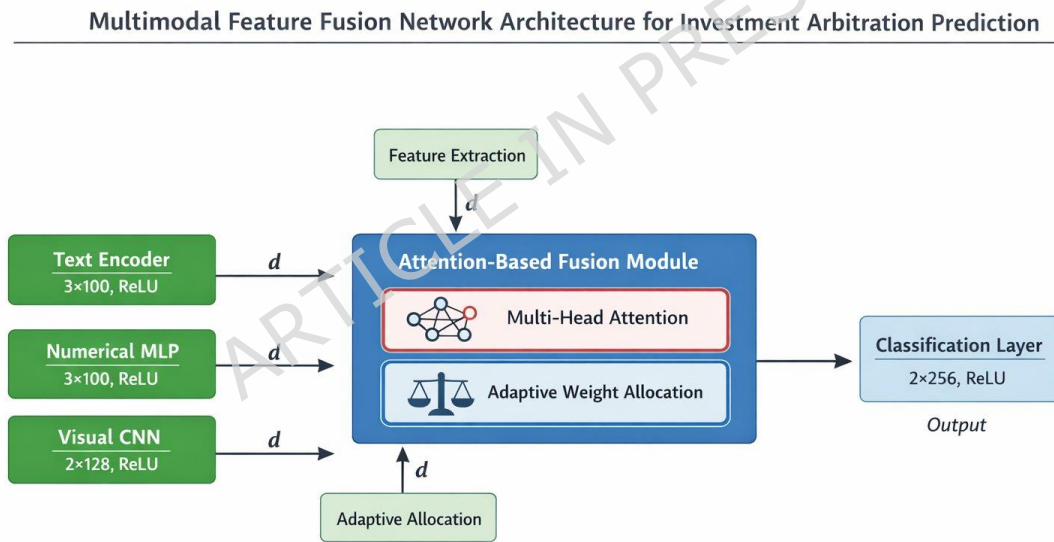 Multimodal Feature Fusion Network Architecture for Investment Arbitration Prediction
ARTICLE IN PRES
Feature Extraction
d
Text Encoder
3×100, ReLU
d
Numerical MLP
3×100, ReLU
d
Visual CNN
2×128, ReLU
d
Attention-Based Fusion Module
Multi-Head Attention
Adaptive Weight Allocation
d
Adaptive Allocation
Classification Layer
2×256, ReLU
Output